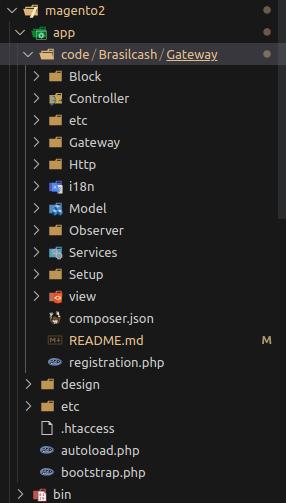 magento2
app
code / Brasilcash / Gateway
Block
Controller
etc
Gateway
Http
i18n
Model
Observer
Services
Setup
view
composer.json
README.md M
registration.php
design
etc
.htaccess
autoload.php
bootstrap.php
bin